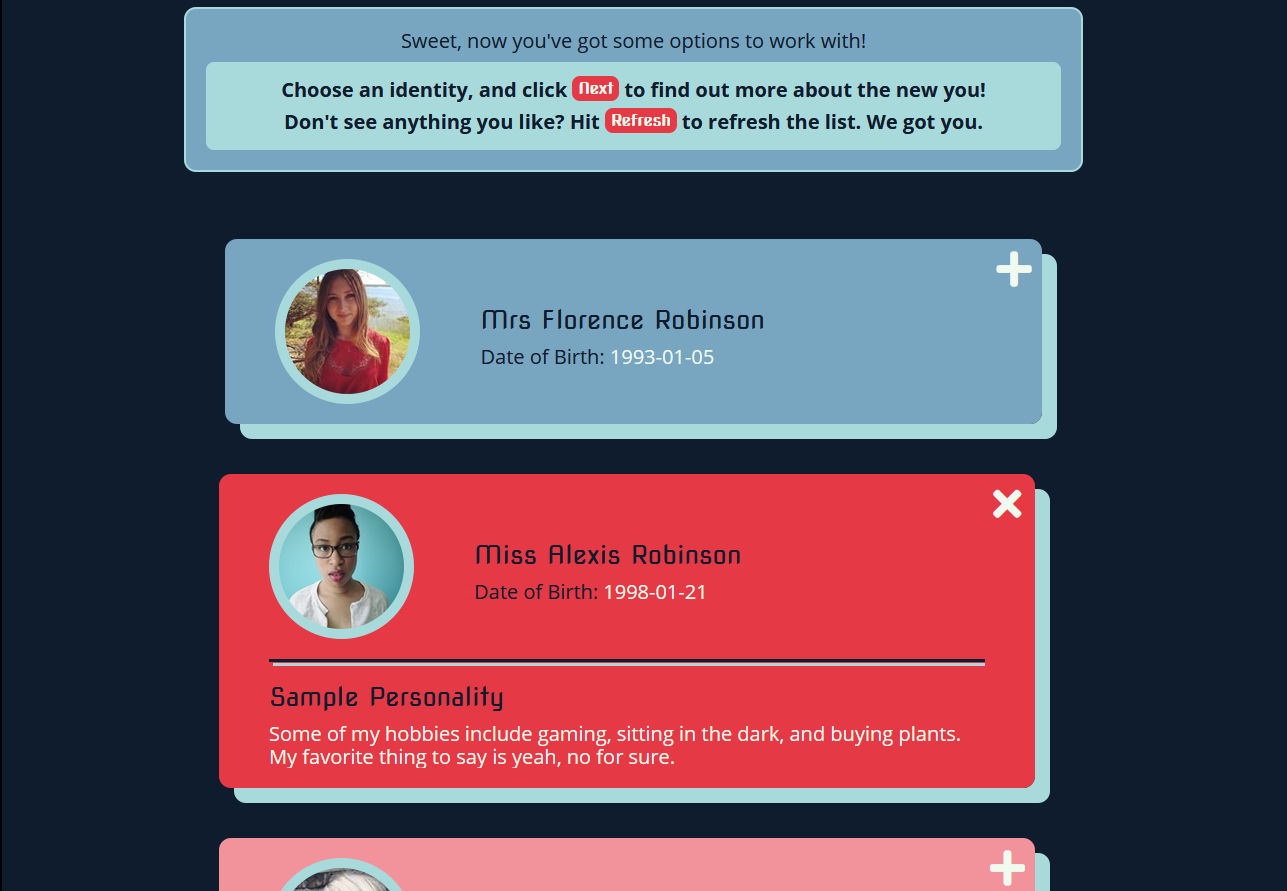 Sweet, now you've got some options to work with!
Choose an identity, and click Next to find out more about the new you!
Don't see anything you like? Hit Refresh to refresh the list. We got you.
Mrs Florence Robinson
Date of Birth: 1993-01-05
Miss Alexis Robinson
Date of Birth: 1998-01-21
Sample Personality
Some of my hobbies include gaming, sitting in the dark, and buying plants.
My favorite thing to say is yeah, no for sure.